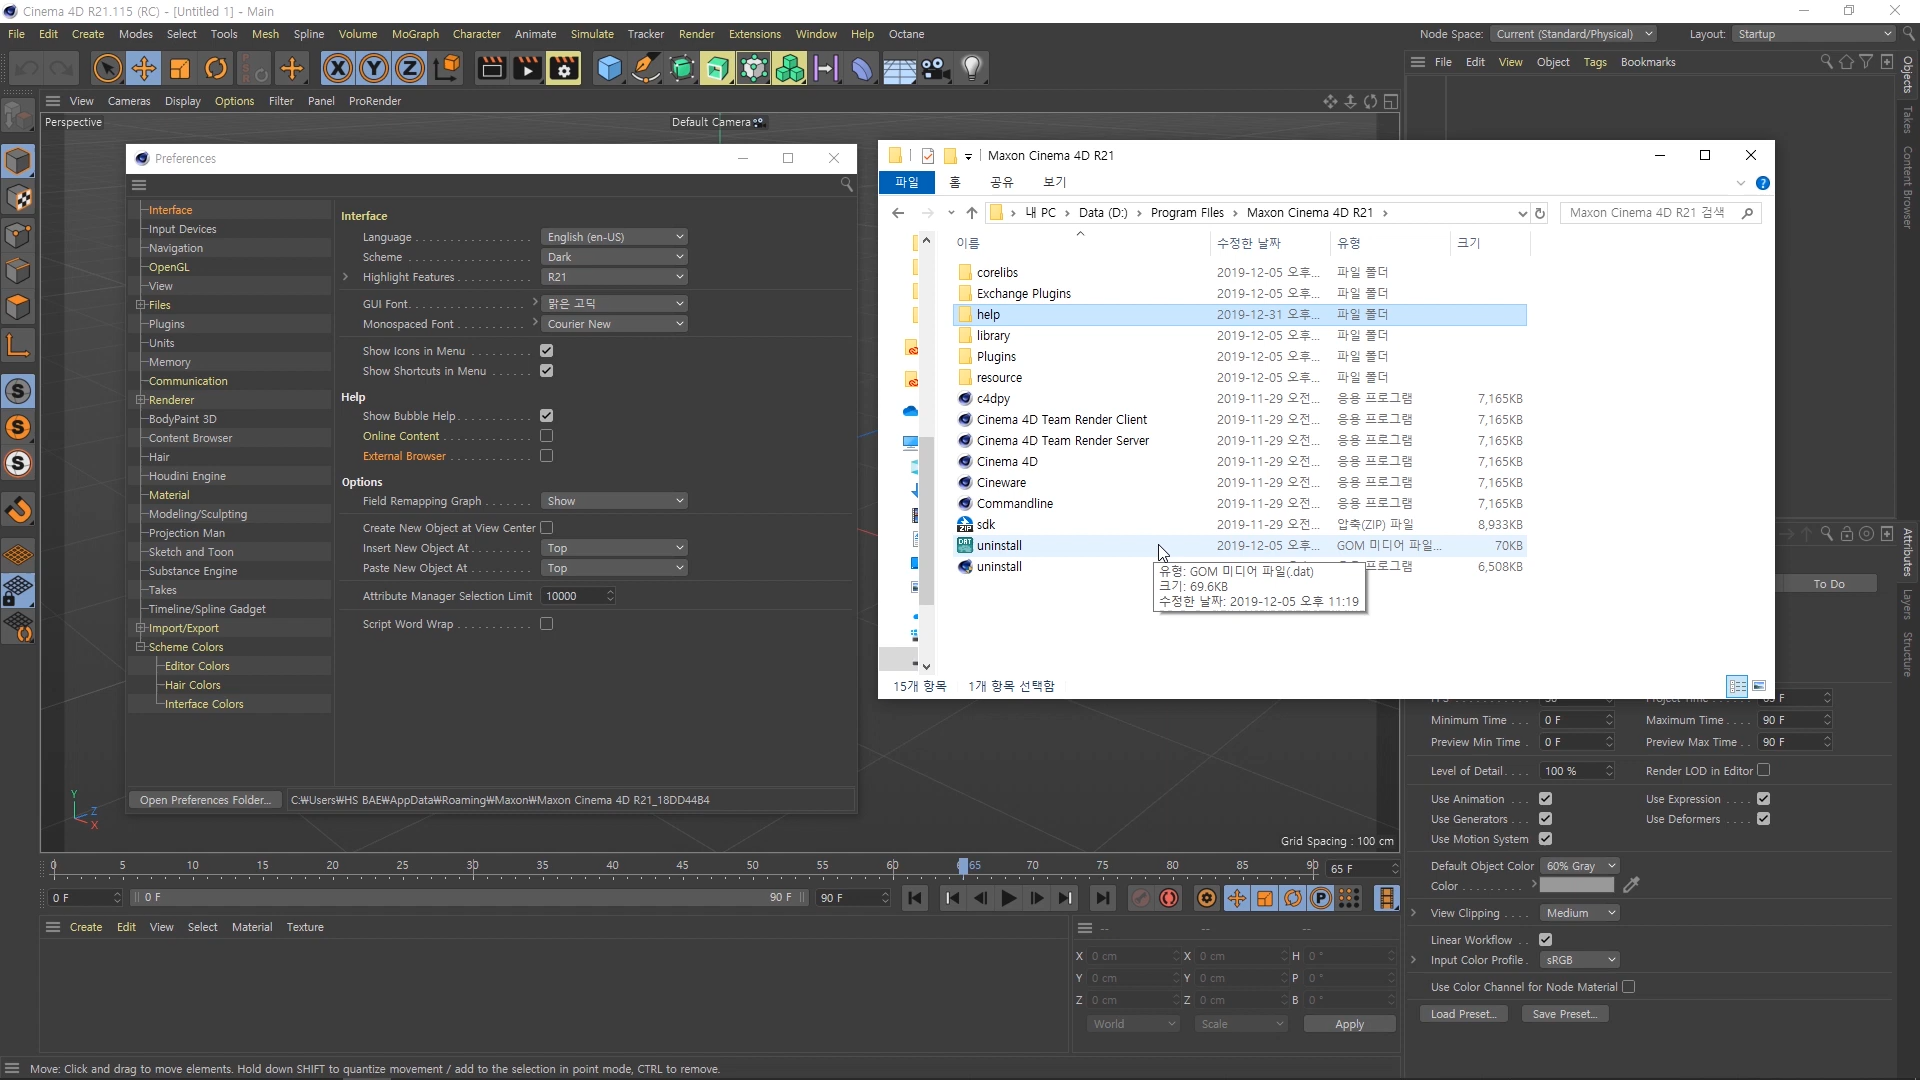 Cinema 4D R21.115 (RC) - [Untitled 1] - Main
File Edit Create Modes Select Tools Mesh Spline Volume MoGraph Character Animate Simulate Tracker Render Extensions Window Help Octane
Node Space: Current (Standard/Physical) Layout: Startup
File Edit View Object Tags Bookmarks
View Cameras Display Options Filter Panel ProRender
Perspective
Default Camera
Objects
Takes
Content Browser
Attributes
Layers
Structure
Preferences
Interface
Input Devices
Navigation
OpenGL
View
Files
Plugins
Units
Memory
Communication
Renderer
BodyPaint 3D
Content Browser
Hair
Houdini Engine
Material
Modeling/Sculpting
Projection Man
Sketch and Toon
Substance Engine
Takes
Timeline/Spline Gadget
Import/Export
Scheme Colors
Editor Colors
Hair Colors
Interface Colors
Interface
Language . . . . . . . . . . . . . . English (en-US)
Scheme Dark
Highlight Features R21
GUI Font 맑은 고딕
Monospaced Font Courier New
Show Icons in Menu
Show Shortcuts in Menu
Help
Show Bubble Help
Online Content
External Browser
Options
Field Remapping Graph Show
Create New Object at View Center
Insert New Object At Top
Paste New Object At Top
Attribute Manager Selection Limit 10000
Script Word Wrap
Open Preferences Folder... C:₩Users₩HS BAE₩AppData₩Roaming₩Maxon₩Maxon Cinema 4D R21_18DD44B4
Maxon Cinema 4D R21
파일 홈 공유 보기
내 PC > Data (D:) > Program Files > Maxon Cinema 4D R21 >
Maxon Cinema 4D R21 검색
이름 수정한 날짜 유형 크기
corelibs 2019-12-05 오후... 파일 폴더
Exchange Plugins 2019-12-05 오후... 파일 폴더
help 2019-12-31 오후... 파일 폴더
library 2019-12-05 오후... 파일 폴더
Plugins 2019-12-05 오후... 파일 폴더
resource 2019-12-05 오후... 파일 폴더
c4dpy 2019-11-29 오전... 응용 프로그램 7,165KB
Cinema 4D Team Render Client 2019-11-29 오전... 응용 프로그램 7,165KB
Cinema 4D Team Render Server 2019-11-29 오전... 응용 프로그램 7,165KB
Cinema 4D 2019-11-29 오전... 응용 프로그램 7,165KB
Cineware 2019-11-29 오전... 응용 프로그램 7,165KB
Commandline 2019-11-29 오전... 응용 프로그램 7,165KB
sdk 2019-11-29 오전... 압축(ZIP) 파일 8,933KB
uninstall 2019-12-05 오후... GOM 미디어 파일... 70KB
uninstall 프로그램 6,508KB
유형: GOM 미디어 파일(.dat)
크기: 69.6KB
수정한 날짜: 2019-12-05 오후 11:19
15개 항목 1개 항목 선택함
To Do
Minimum Time 0 F Maximum Time 90 F
Preview Min Time 0 F Preview Max Time 90 F
Level of Detail 100 % Render LOD in Editor
Use Animation Use Expression
Use Generators Use Deformers
Use Motion System
Default Object Color 60% Gray
Color
View Clipping Medium
Linear Workflow
Input Color Profile sRGB
Use Color Channel for Node Material
Load Preset... Save Preset...
Y Z X
Grid Spacing : 100 cm
0 5 10 15 20 25 30 35 40 45 50 55 60 65 70 75 80 85 90 65 F
0 F 0 F 90 F 90 F
Create Edit View Select Material Texture
-- -- --
X 0 cm X 0 cm H 0 °
Y 0 cm Y 0 cm P 0 °
Z 0 cm Z 0 cm B 0 °
World Scale Apply
Move: Click and drag to move elements. Hold down SHIFT to quantize movement / add to the selection in point mode, CTRL to remove.